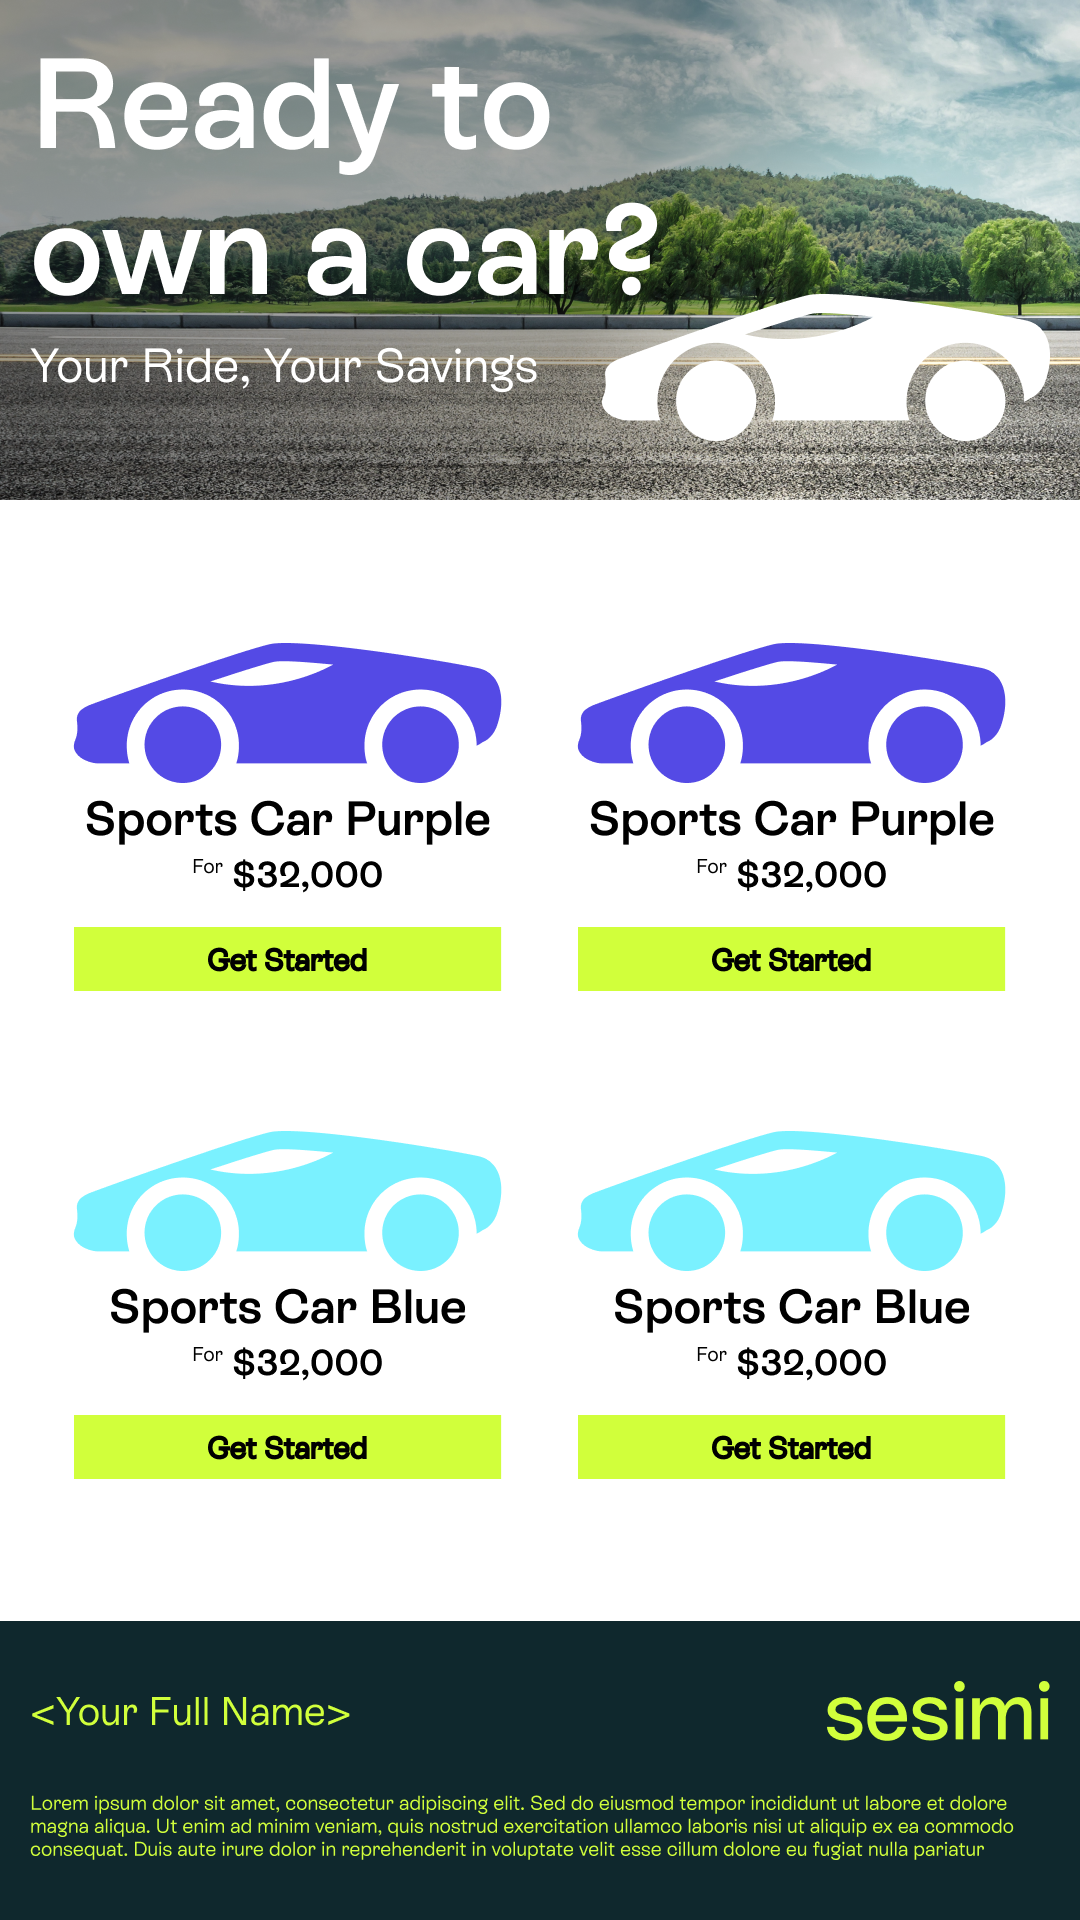 Ready to
own a car?
Your Ride, Your Savings
Sports Car Purple
For $32,000
Get Started
Sports Car Purple
For $32,000
Get Started
Sports Car Blue
For $32,000
Get Started
Sports Car Blue
For $32,000
Get Started
<Your Full Name>
sesimi
Lorem ipsum dolor sit amet, consectetur adipiscing elit. Sed do eiusmod tempor incididunt ut labore et dolore
magna aliqua. Ut enim ad minim veniam, quis nostrud exercitation ullamco laboris nisi ut aliquip ex ea commodo
consequat. Duis aute irure dolor in reprehenderit in voluptate velit esse cillum dolore eu fugiat nulla pariatur